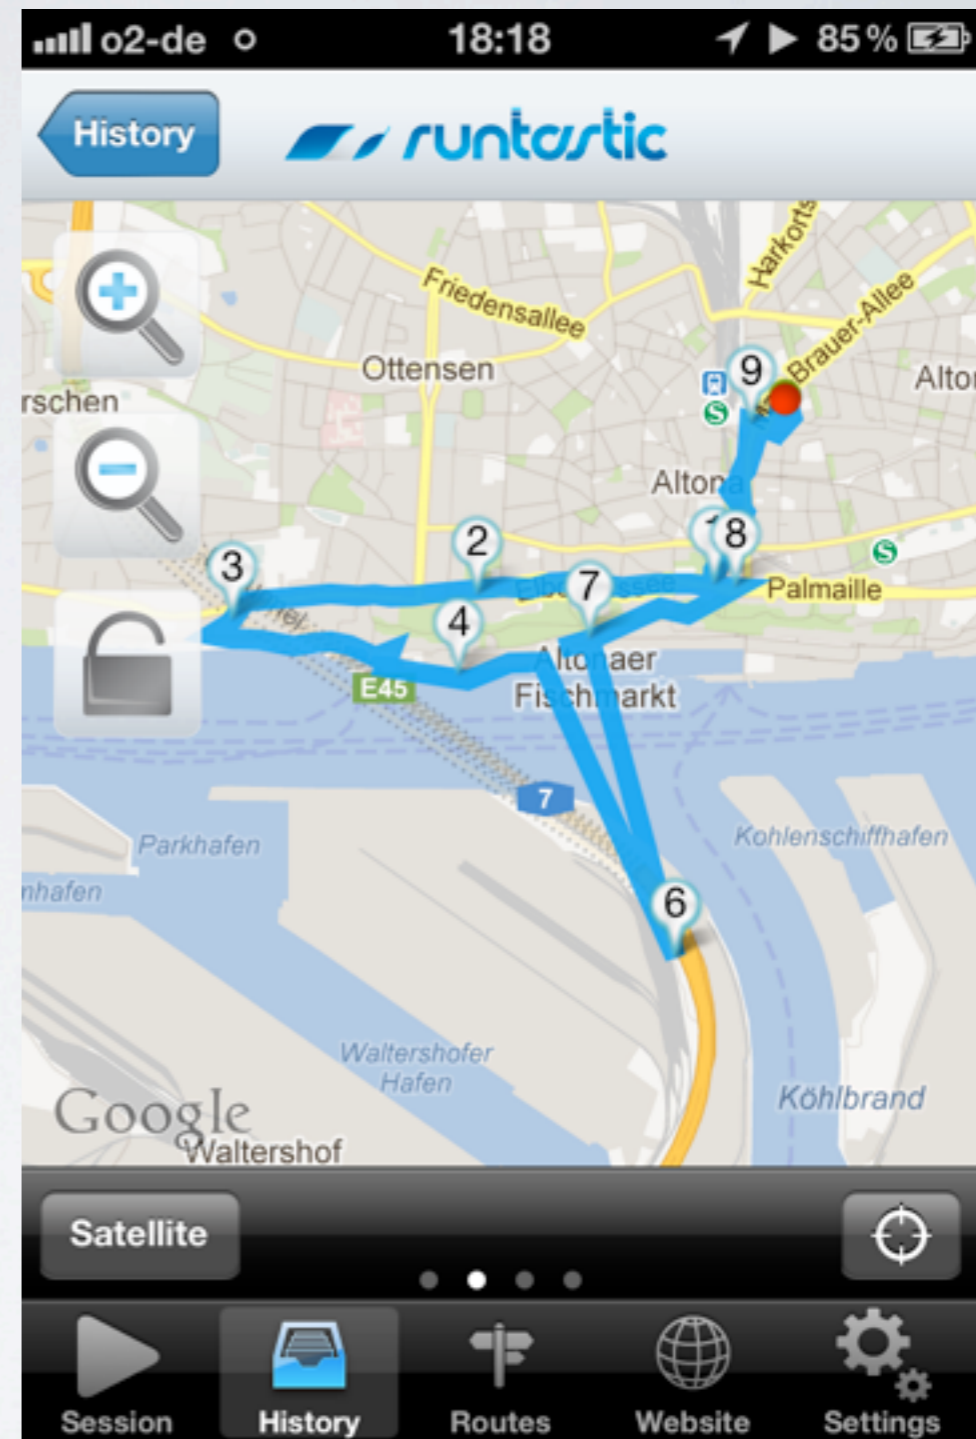 o2-de 18:18 85%
History runtastic
Harkorts
Friedensallee
Brauer-Allee
Ottensen
9
Altor
rschen
Altona
2
8
3
7
4
Palmaille
Altonaer
Fischmarkt
E45
7
Parkhafen
Kohlenschiffhafen
nhafen
6
Waltershofer
Hafen
Köhlbrand
Google
Waltershof
Satellite
Session History Routes Website Settings